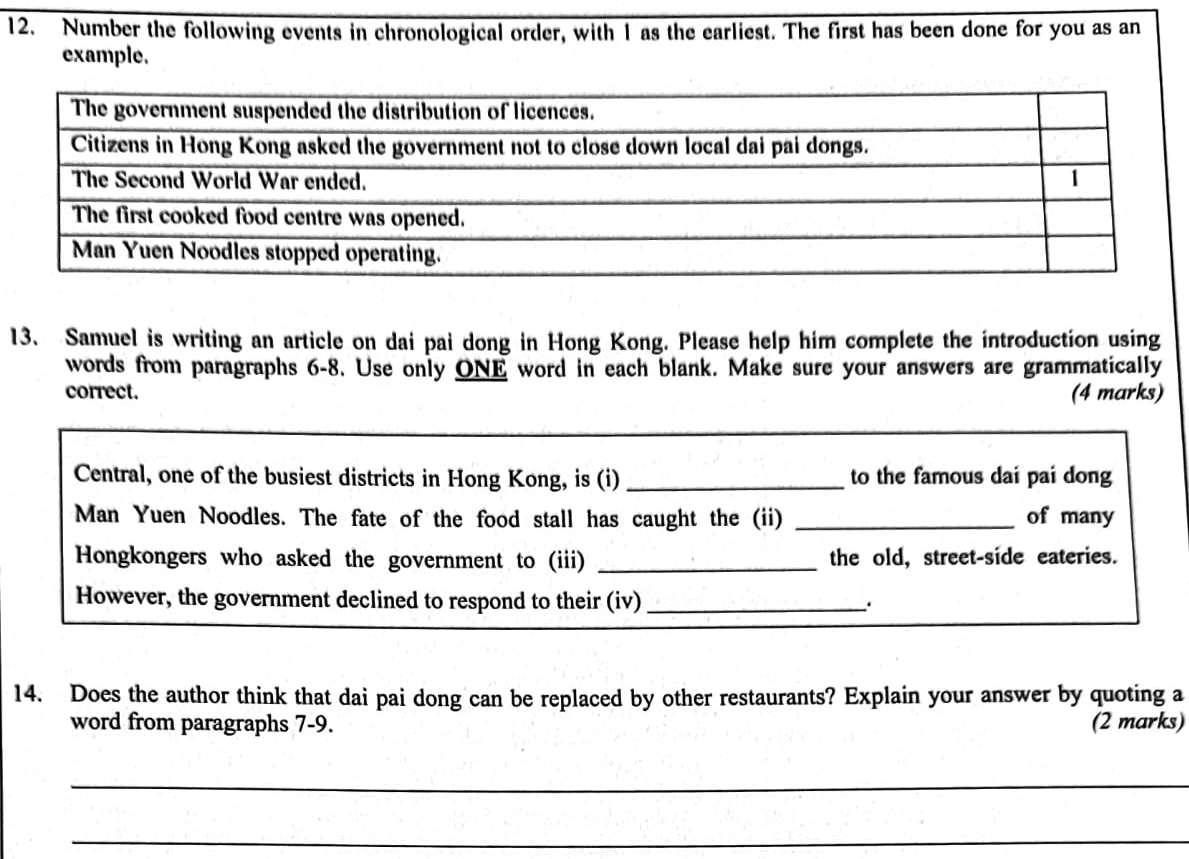 12. Number the following events in chronological order, with 1 as the earliest. The first has been done for you as an
example.
The government suspended the distribution of licences.
Citizens in Hong Kong asked the government not to close down local dai pai dongs.
The Second World War ended. 1
The first cooked food centre was opened.
Man Yuen Noodles stopped operating.
13. Samuel is writing an article on dai pai dong in Hong Kong. Please help him complete the introduction using
words from paragraphs 6-8. Use only ONE word in each blank. Make sure your answers are grammatically
correct. (4 marks)
Central, one of the busiest districts in Hong Kong, is (i) ____________ to the famous dai pai dong
Man Yuen Noodles. The fate of the food stall has caught the (ii) ____________ of many
Hongkongers who asked the government to (iii) ____________ the old, street-side eateries.
However, the government declined to respond to their (iv) ____________.
14. Does the author think that dai pai dong can be replaced by other restaurants? Explain your answer by quoting a
word from paragraphs 7-9. (2 marks)